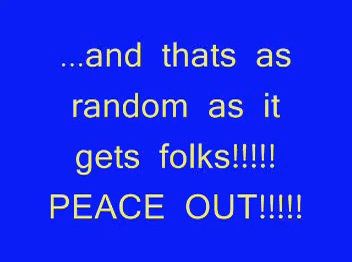 ...and thats as
random as it
gets folks!!!!!
PEACE OUT!!!!!